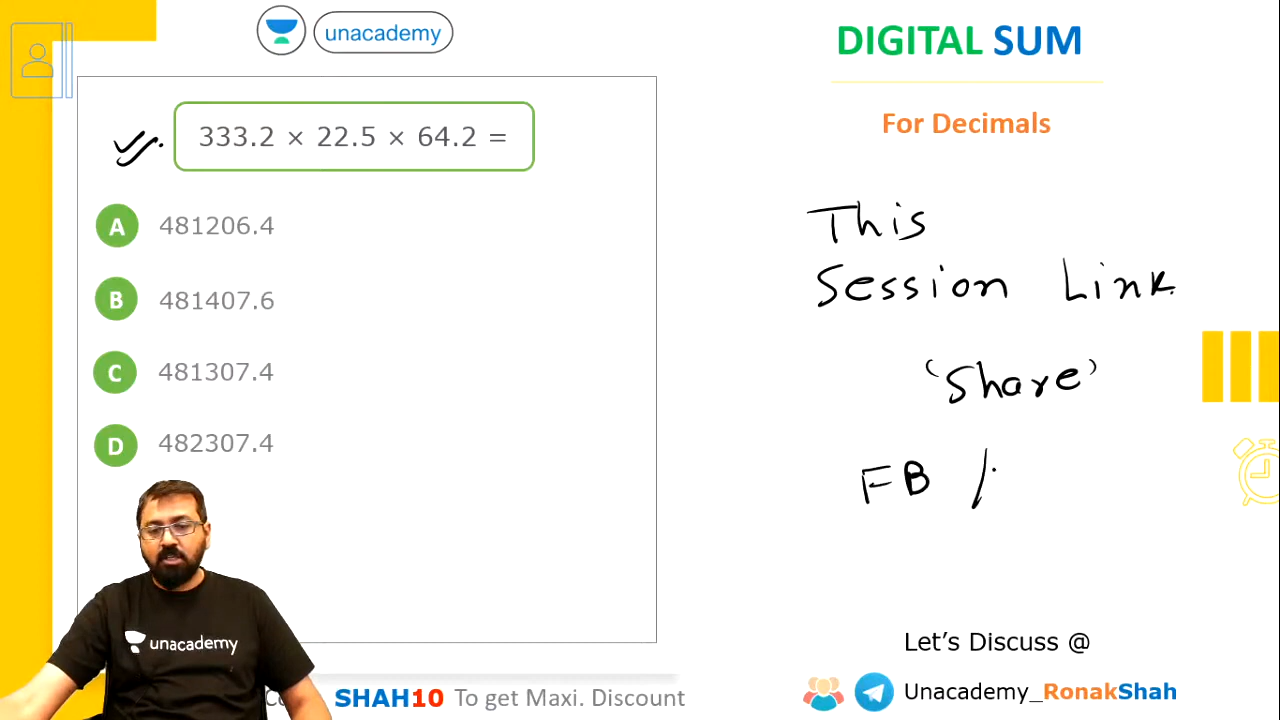 unacademy
DIGITAL SUM
For Decimals
333.2 × 22.5 × 64.2 =
A 481206.4
B 481407.6
C 481307.4
D 482307.4
This
Session Link.
'Share'
FB /
unacademy
Let's Discuss @
Unacademy_RonakShah
SHAH10 To get Maxi. Discount